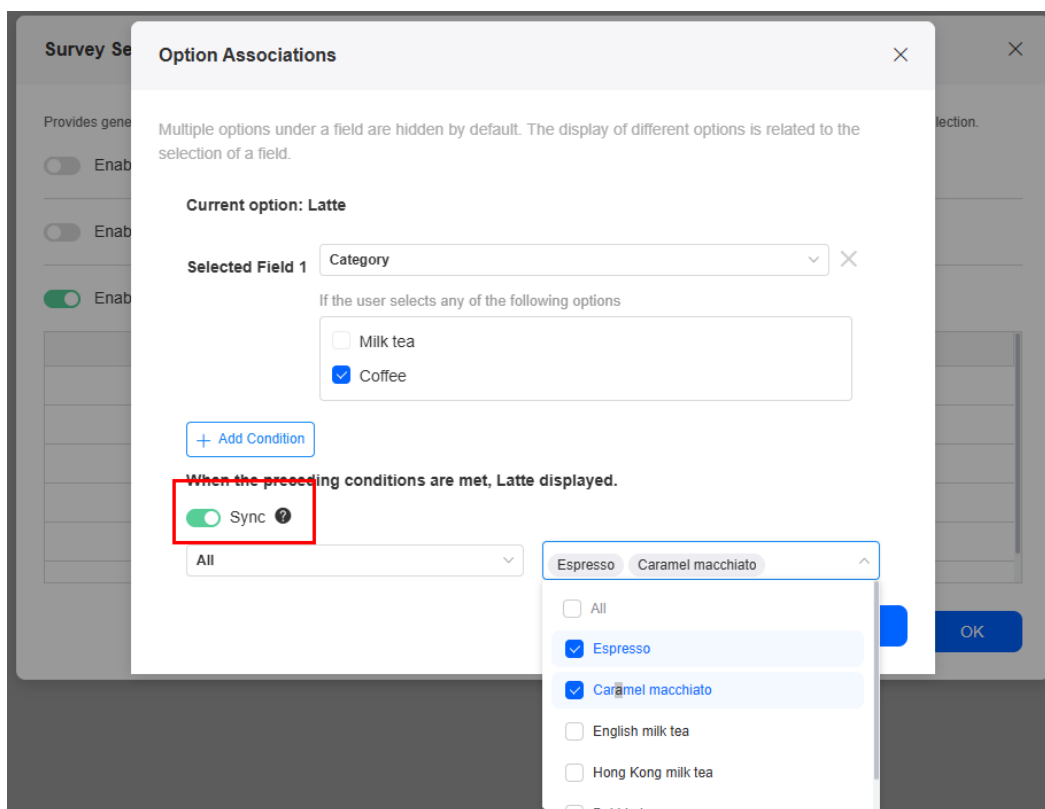 Survey Se
Option Associations
Provides gene
lection.
Multiple options under a field are hidden by default. The display of different options is related to the
selection of a field.
Enab
Current option: Latte
Enab
Selected Field 1 Category
Enab
If the user selects any of the following options
Milk tea
Coffee
+ Add Condition
When the preceding conditions are met, Latte displayed.
Sync ?
All
Espresso Caramel macchiato
All
OK
Espresso
Caramel macchiato
English milk tea
Hong Kong milk tea